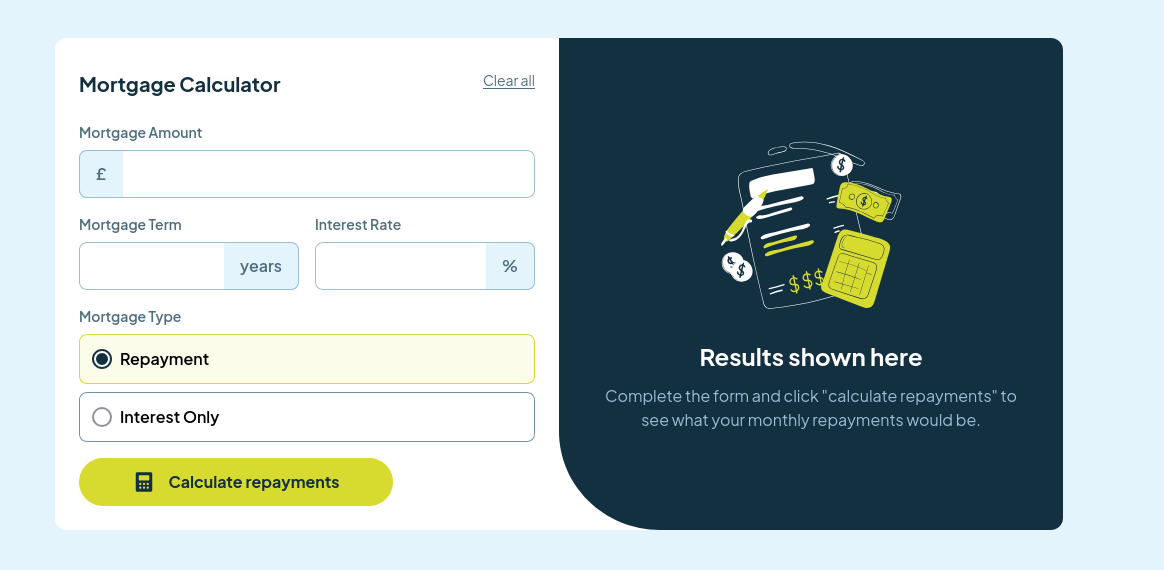 Mortgage Calculator
Clear all
Mortgage Amount
£
Mortgage Term
Interest Rate
years
%
Mortgage Type
Repayment
Interest Only
Calculate repayments
$
$
$
$
$$$
Results shown here
Complete the form and click "calculate repayments" to
see what your monthly repayments would be.